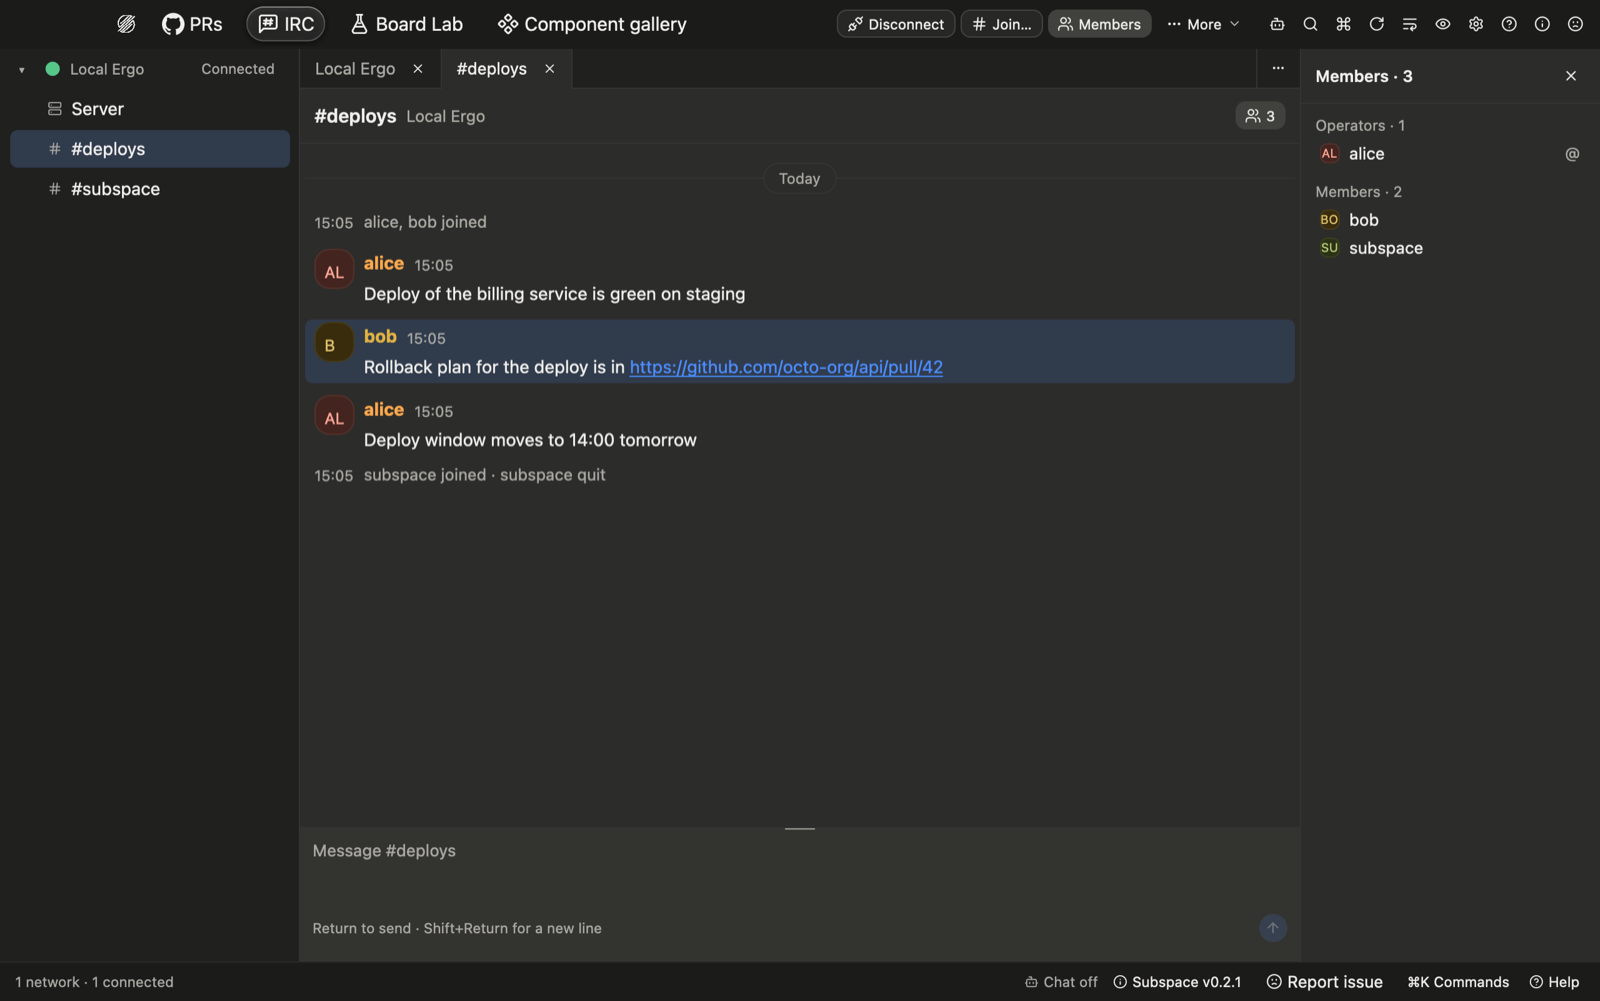 PRs
IRC
Board Lab
Component gallery
Disconnect
Join...
Members
More
Local Ergo
Connected
Server
#deploys
#subspace
Local Ergo
#deploys
#deploys Local Ergo
3
Today
15:05 alice, bob joined
AL
alice 15:05
Deploy of the billing service is green on staging
B
bob 15:05
Rollback plan for the deploy is in https://github.com/octo-org/api/pull/42
AL
alice 15:05
Deploy window moves to 14:00 tomorrow
15:05 subspace joined · subspace quit
Message #deploys
Return to send · Shift+Return for a new line
Members · 3
Operators · 1
AL alice @
Members · 2
BO bob
SU subspace
1 network · 1 connected
Chat off
Subspace v0.2.1
Report issue
⌘K Commands
Help